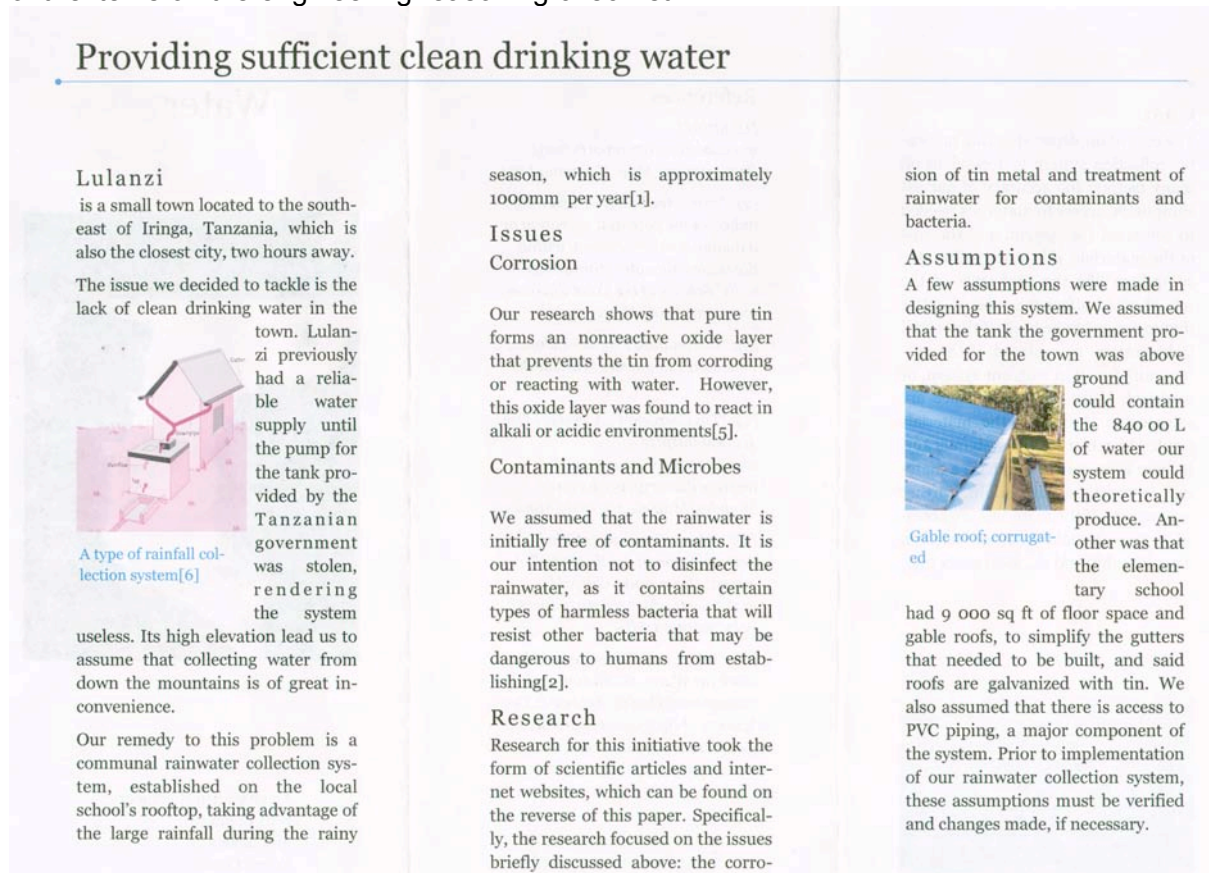 Providing sufficient clean drinking water
Lulanzi
is a small town located to the south-
east of Iringa, Tanzania, which is
also the closest city, two hours away.
The issue we decided to tackle is the
lack of clean drinking water in the
town. Lulan-
zi previously
had a relia-
ble water
supply until
the pump for
the tank pro-
vided by the
Tanzanian
government
was stolen,
rendering
the system
useless. Its high elevation lead us to
assume that collecting water from
down the mountains is of great in-
convenience.
A type of rainfall col-
lection system[6]
Our remedy to this problem is a
communal rainwater collection sys-
tem, established on the local
school's rooftop, taking advantage of
the large rainfall during the rainy
season, which is approximately
1000mm per year[1].
Issues
Corrosion
Our research shows that pure tin
forms an nonreactive oxide layer
that prevents the tin from corroding
or reacting with water. However,
this oxide layer was found to react in
alkali or acidic environments[5].
Contaminants and Microbes
We assumed that the rainwater is
initially free of contaminants. It is
our intention not to disinfect the
rainwater, as it contains certain
types of harmless bacteria that will
resist other bacteria that may be
dangerous to humans from estab-
lishing[2].
Research
Research for this initiative took the
form of scientific articles and inter-
net websites, which can be found on
the reverse of this paper. Specifical-
ly, the research focused on the issues
briefly discussed above: the corro-
sion of tin metal and treatment of
rainwater for contaminants and
bacteria.
Assumptions
A few assumptions were made in
designing this system. We assumed
that the tank the government pro-
vided for the town was above
ground and
could contain
the 840 00 L
of water our
system could
theoretically
produce. An-
other was that
the elemen-
tary school
Gable roof; corrugat-
ed
had 9 000 sq ft of floor space and
gable roofs, to simplify the gutters
that needed to be built, and said
roofs are galvanized with tin. We
also assumed that there is access to
PVC piping, a major component of
the system. Prior to implementation
of our rainwater collection system,
these assumptions must be verified
and changes made, if necessary.